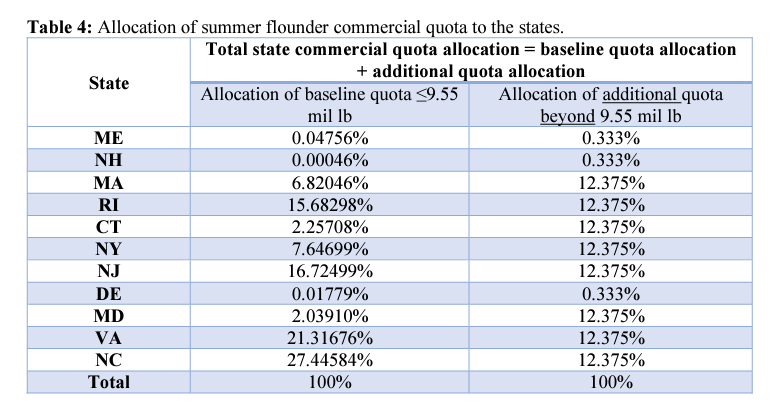 Table 4: Allocation of summer flounder commercial quota to the states.
State
Total state commercial quota allocation = baseline quota allocation
+ additional quota allocation
Allocation of baseline quota ≤9.55
mil lb
Allocation of additional quota
beyond 9.55 mil lb
ME 0.04756% 0.333%
NH 0.00046% 0.333%
MA 6.82046% 12.375%
RI 15.68298% 12.375%
CT 2.25708% 12.375%
NY 7.64699% 12.375%
NJ 16.72499% 12.375%
DE 0.01779% 0.333%
MD 2.03910% 12.375%
VA 21.31676% 12.375%
NC 27.44584% 12.375%
Total 100% 100%